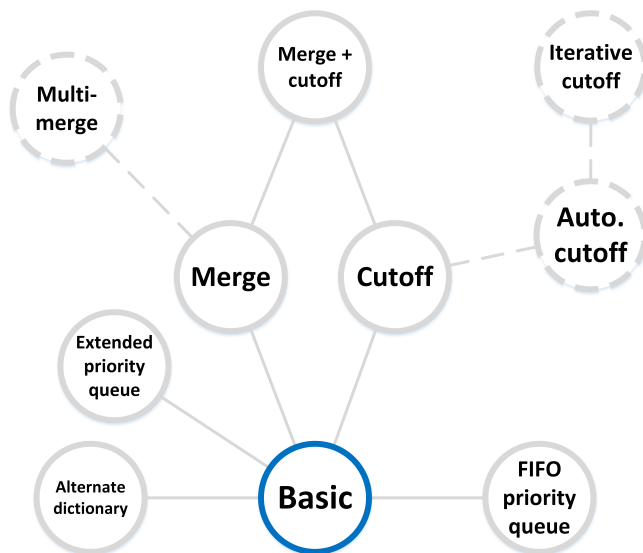 Merge +
cutoff
Iterative
cutoff
Multi-
merge
Auto.
cutoff
Merge
Cutoff
Extended
priority
queue
Alternate
dictionary
Basic
FIFO
priority
queue